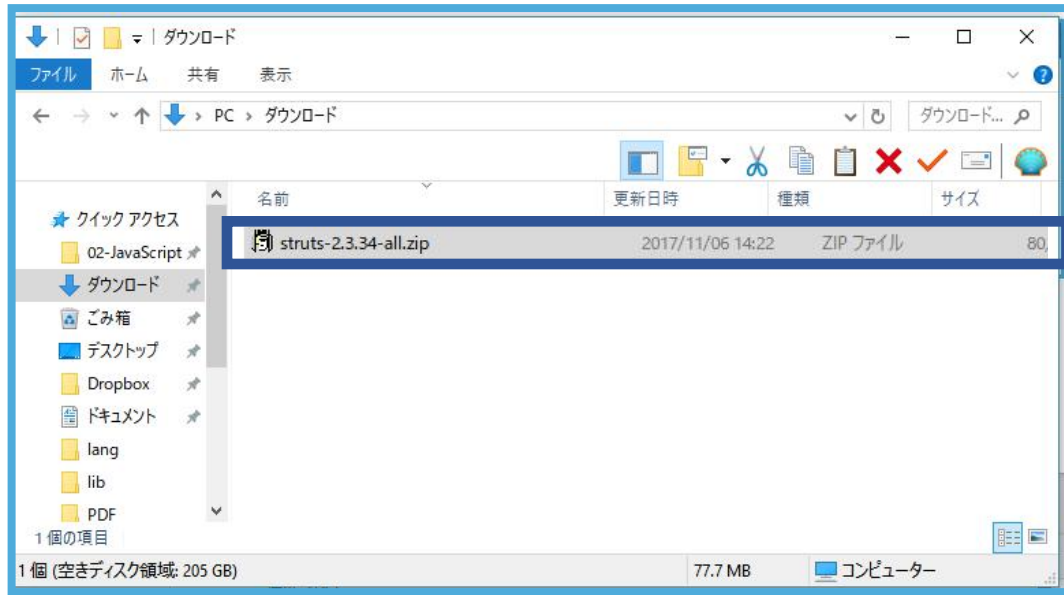 ダウンロード
ファイル ホーム 共有 表示
PC › ダウンロード ダウンロード...
名前 更新日時 種類 サイズ
クイック アクセス
struts-2.3.34-all.zip 2017/11/06 14:22 ZIP ファイル 80,
02-JavaScript
ダウンロード
ごみ箱
デスクトップ
Dropbox
ドキュメント
lang
lib
PDF
1 個の項目
1 個 (空きディスク領域: 205 GB) 77.7 MB コンピューター